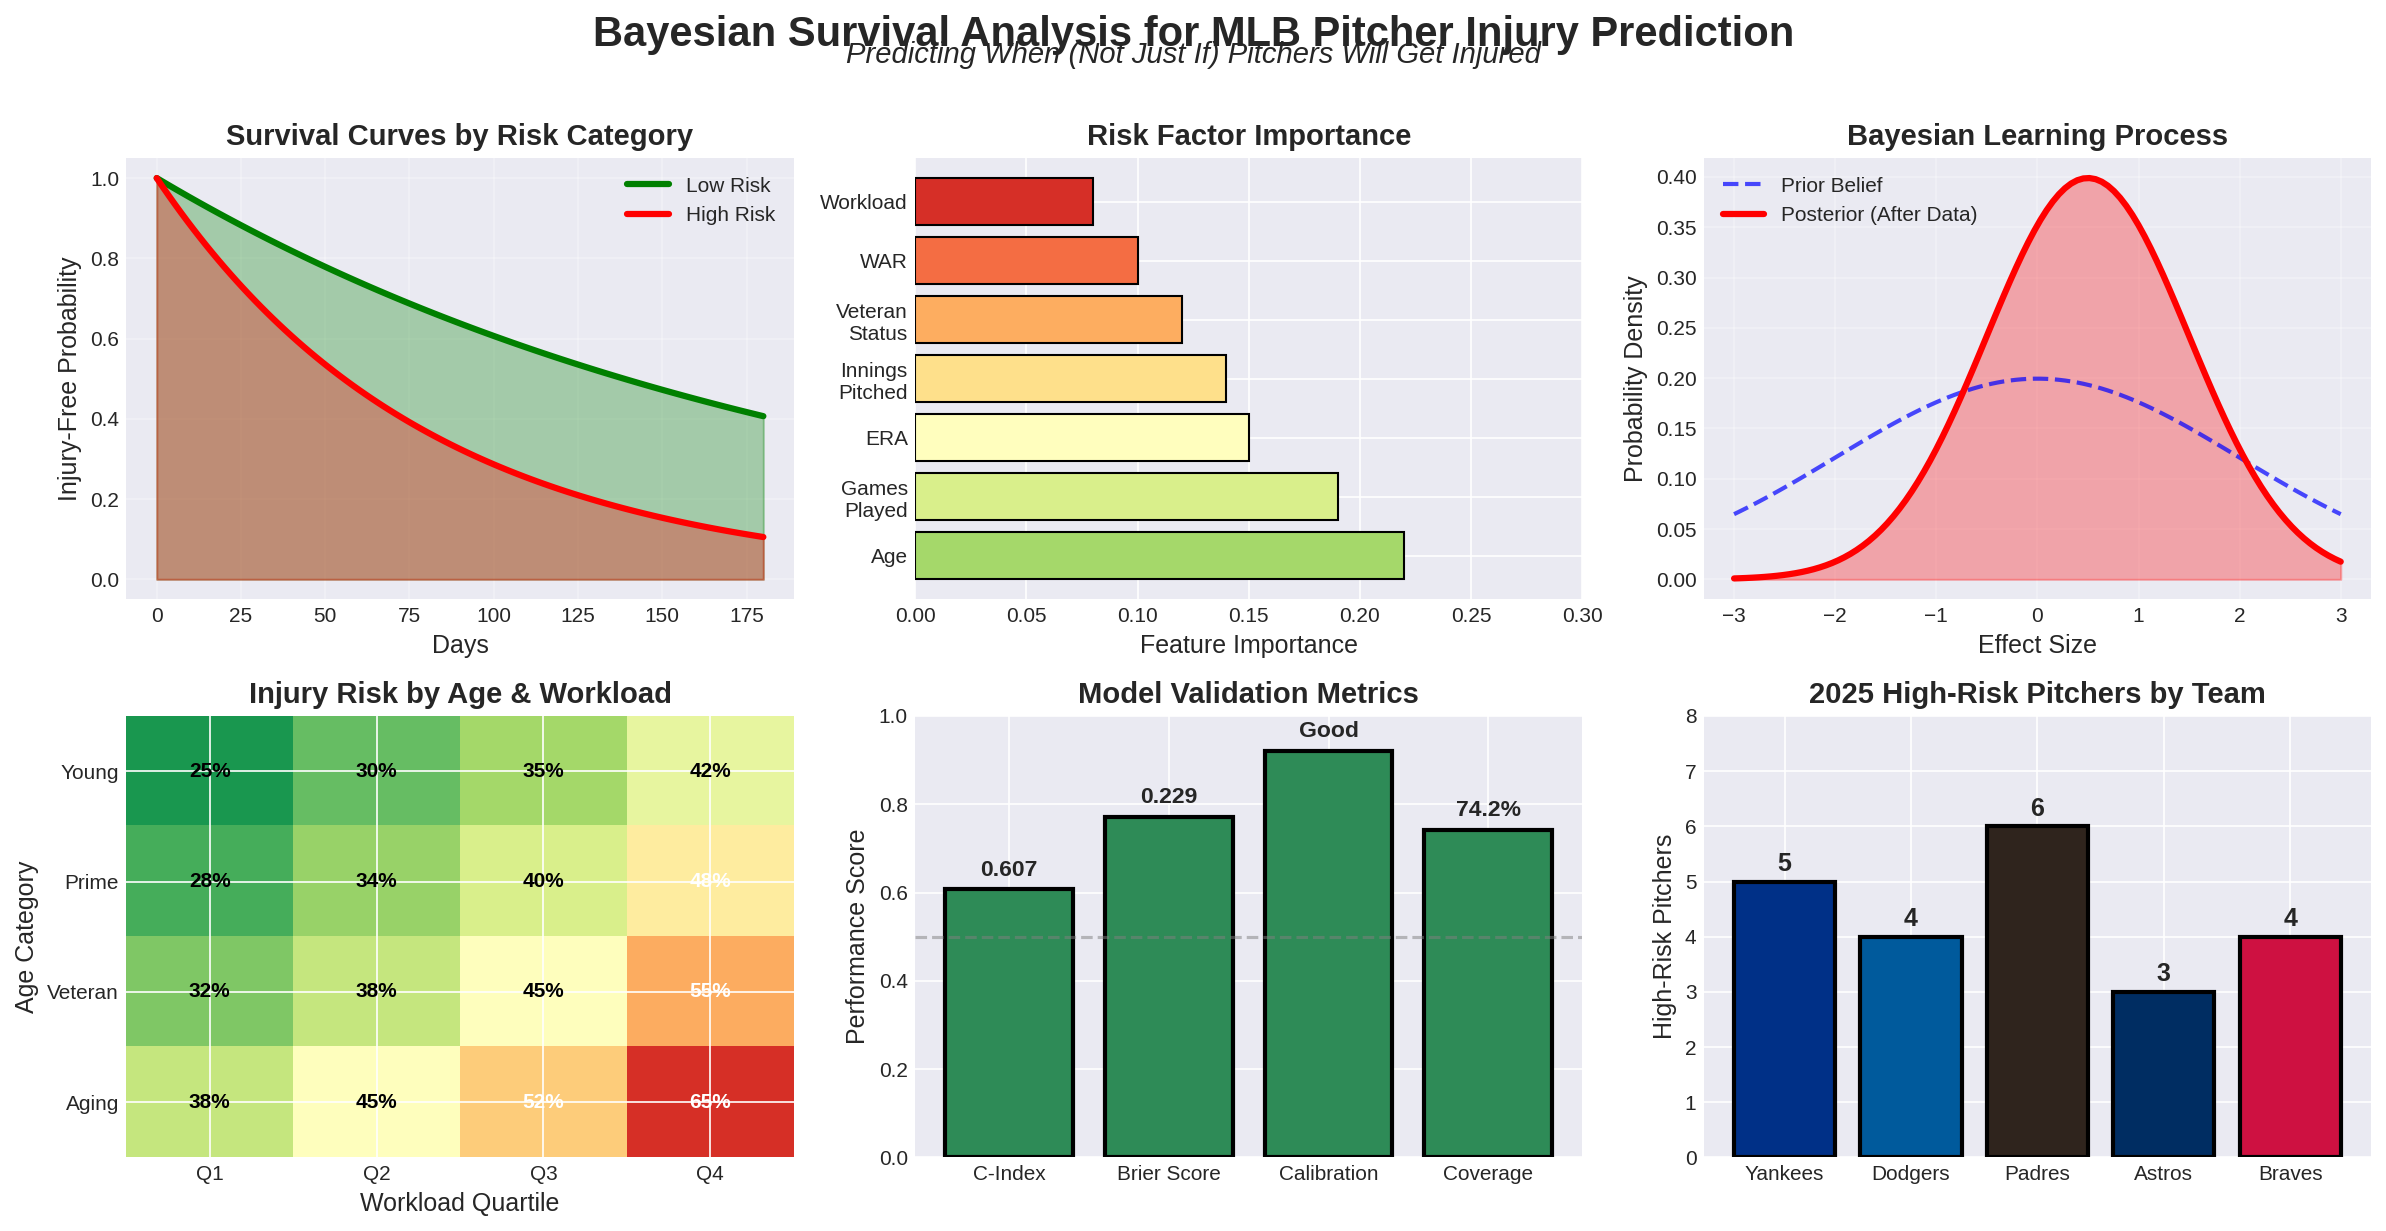 Bayesian Survival Analysis for MLB Pitcher Injury Prediction
Predicting When (Not Just If) Pitchers Will Get Injured
Survival Curves by Risk Category
Low Risk
High Risk
Injury-Free Probability
1.0
0.8
0.6
0.4
0.2
0.0
0 25 50 75 100 125 150 175
Days
Risk Factor Importance
Workload
WAR
Veteran
Status
Innings
Pitched
ERA
Games
Played
Age
0.00 0.05 0.10 0.15 0.20 0.25 0.30
Feature Importance
Bayesian Learning Process
Prior Belief
Posterior (After Data)
Probability Density
0.40
0.35
0.30
0.25
0.20
0.15
0.10
0.05
0.00
−3 −2 −1 0 1 2 3
Effect Size
Injury Risk by Age & Workload
Age Category
Young 25% 30% 35% 42%
Prime 28% 34% 40% 48%
Veteran 32% 38% 45% 55%
Aging 38% 45% 52% 65%
Q1 Q2 Q3 Q4
Workload Quartile
Model Validation Metrics
Performance Score
1.0
0.8
0.6
0.4
0.2
0.0
0.607
0.229
Good
74.2%
C-Index Brier Score Calibration Coverage
2025 High-Risk Pitchers by Team
High-Risk Pitchers
8
7
6
5
4
3
2
1
0
5
4
6
3
4
Yankees Dodgers Padres Astros Braves